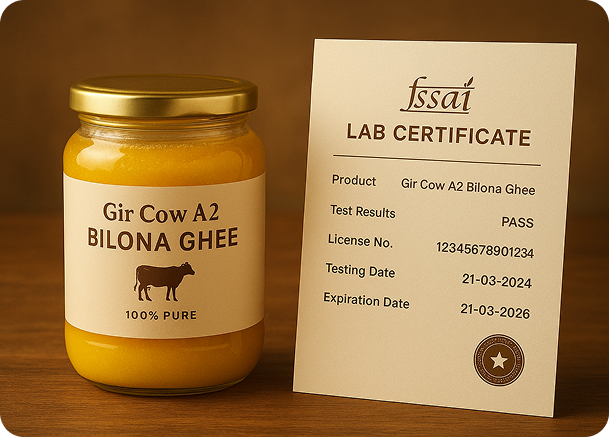 Gir Cow A2
BILONA GHEE
100% PURE
fssai
LAB CERTIFICATE
Product Gir Cow A2 Bilona Ghee
Test Results PASS
License No. 12345678901234
Testing Date 21-03-2024
Expiration Date 21-03-2026